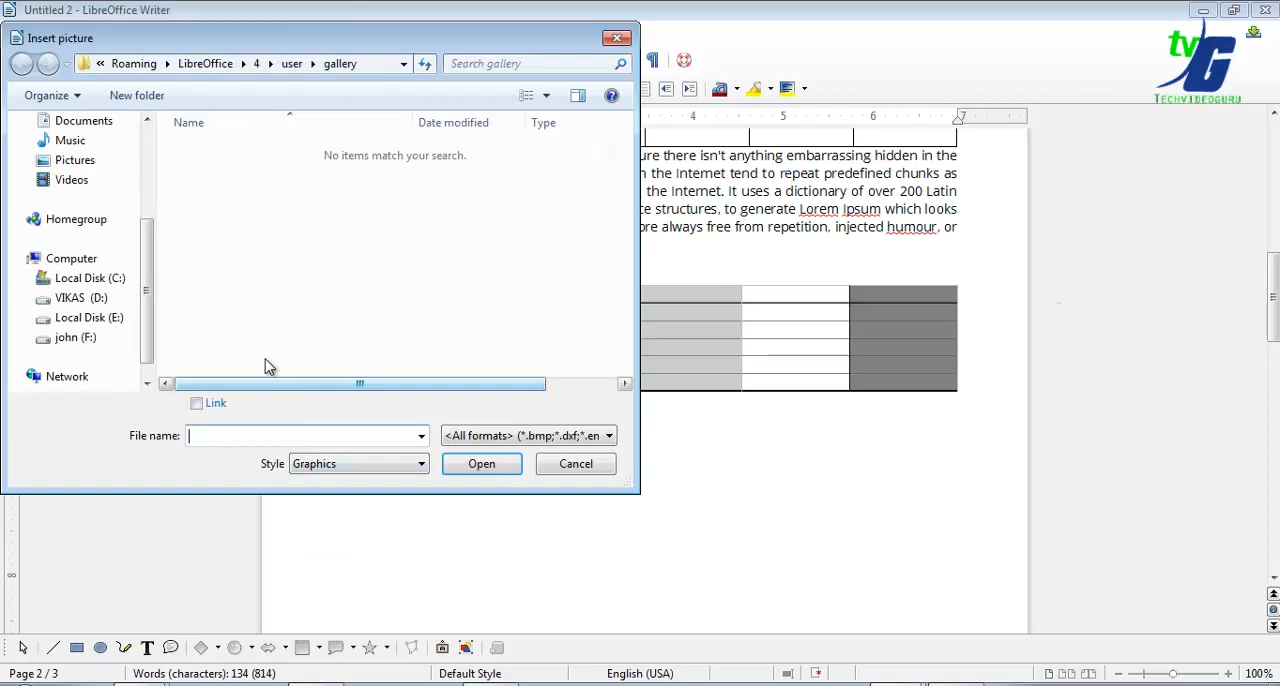 Untitled 2 - LibreOffice Writer
Insert picture
« Roaming LibreOffice 4 user gallery
Search gallery
Organize New folder
Name Date modified Type
No items match your search.
Documents
Music
Pictures
Videos
Homegroup
Computer
Local Disk (C:)
VIKAS (D:)
Local Disk (E:)
john (F:)
Network
Link
File name: <All formats> (*.bmp;*.dxf;*.en
Style Graphics Open Cancel
tv G
TECHVIDEOGURU
4 5 6 7
ure there isn't anything embarrassing hidden in the
n the Internet tend to repeat predefined chunks as
the Internet. It uses a dictionary of over 200 Latin
ce structures, to generate Lorem Ipsum which looks
ore always free from repetition, injected humour, or
Page 2 / 3 Words (characters): 134 (814) Default Style English (USA) 100%